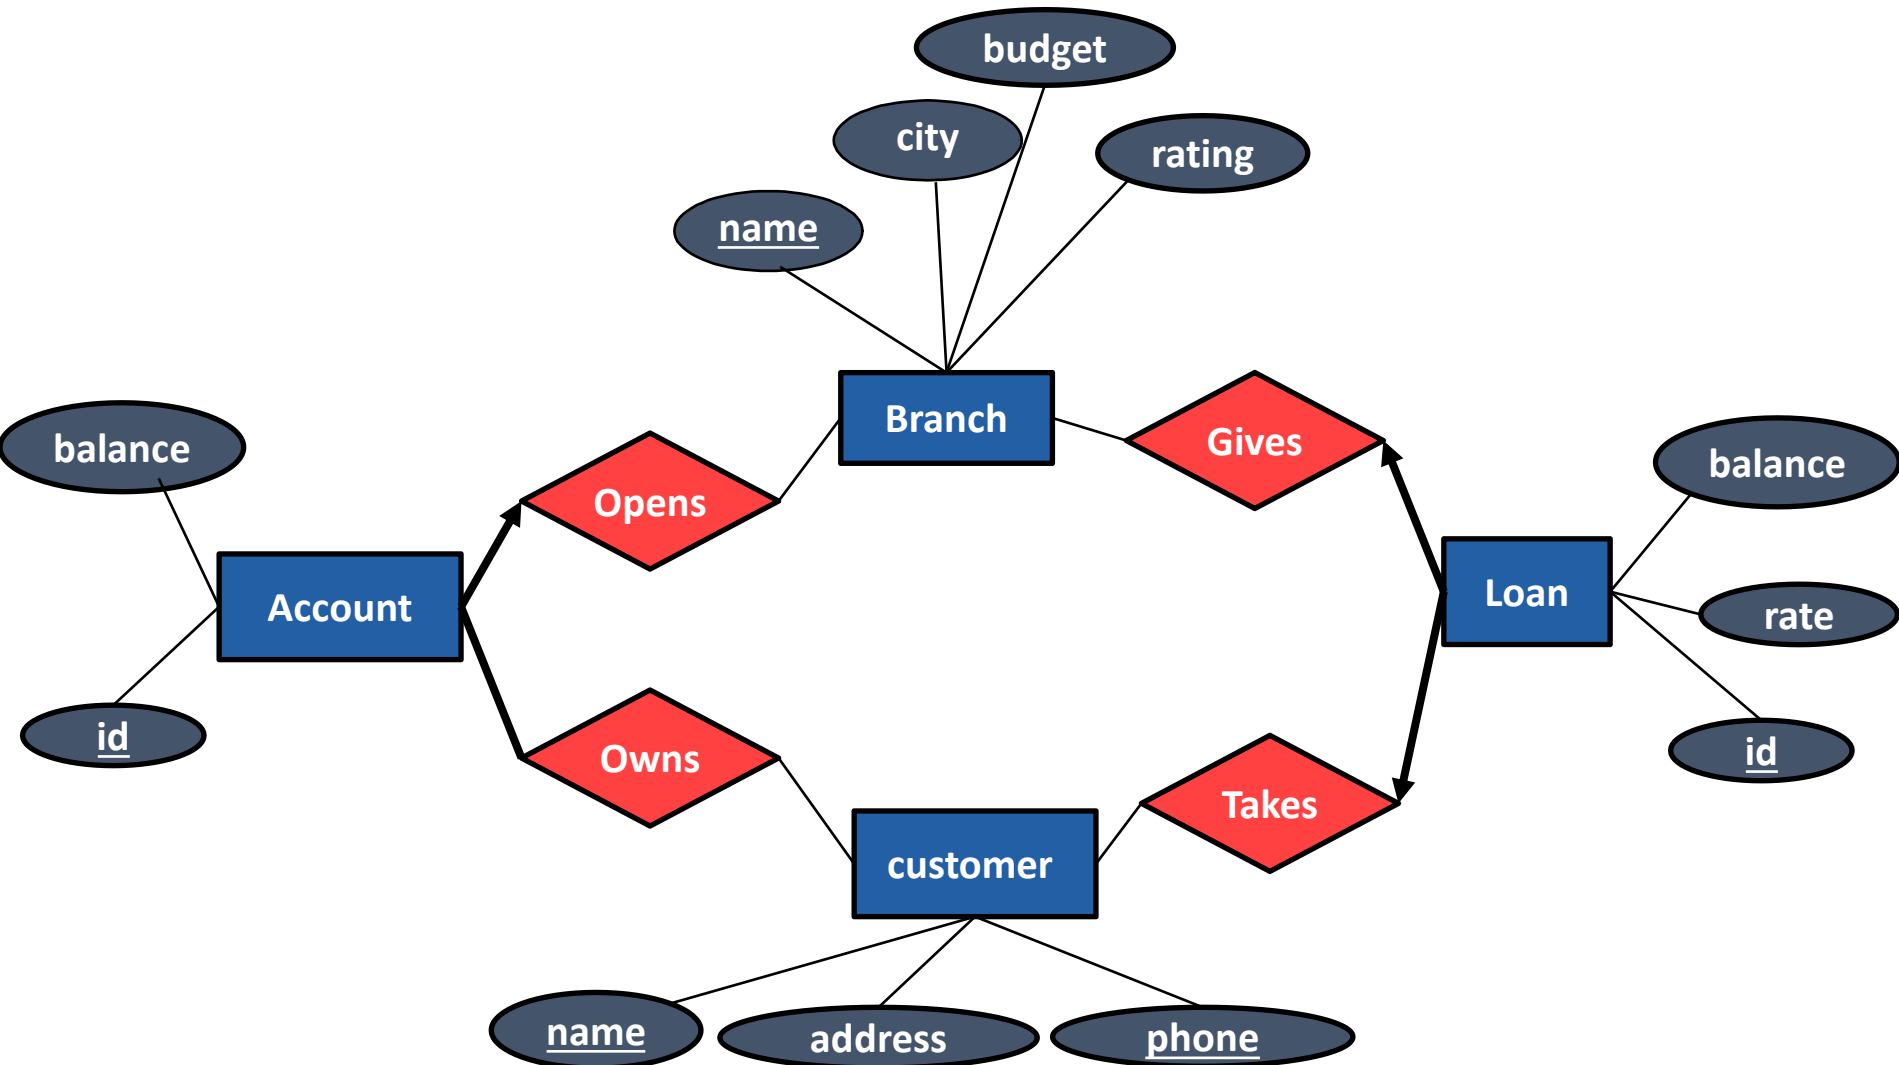 budget
city
rating
name
Branch
Gives
balance
balance
Opens
Account
Loan
rate
id
Owns
id
Takes
customer
name
address
phone